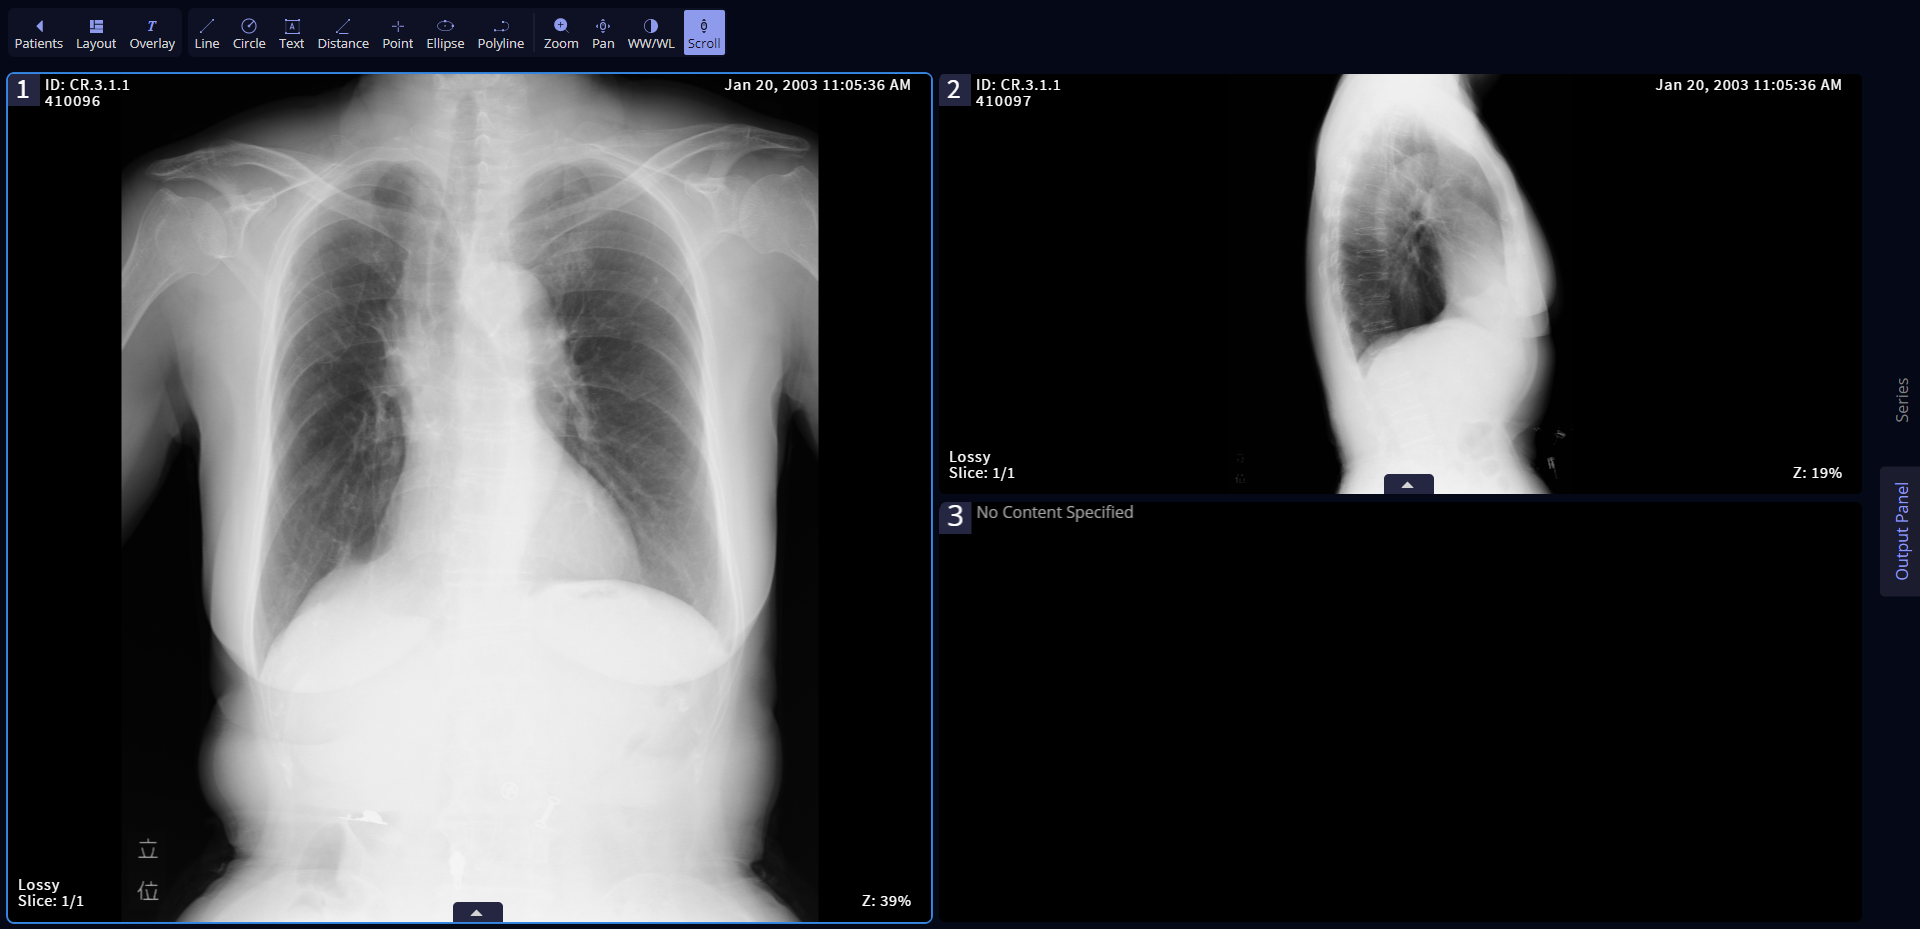 Patients
Layout
Overlay
Line
Circle
Text
Distance
Point
Ellipse
Polyline
Zoom
Pan
WW/WL
Scroll
1
ID: CR.3.1.1
410096
Jan 20, 2003 11:05:36 AM
立
位
Lossy
Slice: 1/1
Z: 39%
2
ID: CR.3.1.1
410097
Jan 20, 2003 11:05:36 AM
Lossy
Slice: 1/1
Z: 19%
3
No Content Specified
Series
Output Panel